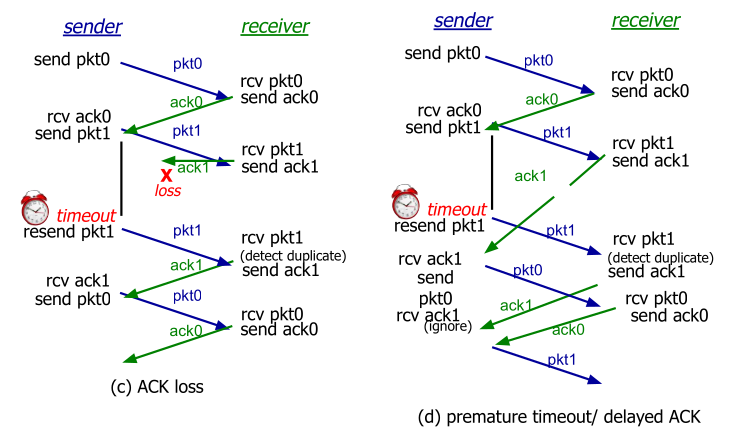 sender
receiver
send pkt0
pkt0
rcv pkt0
send ack0
ack0
rcv ack0
send pkt1
pkt1
rcv pkt1
send ack1
ack1
X
loss
timeout
resend pkt1
pkt1
rcv pkt1
(detect duplicate)
send ack1
ack1
rcv ack1
send pkt0
pkt0
rcv pkt0
send ack0
ack0
(c) ACK loss
sender
receiver
send pkt0
pkt0
rcv pkt0
send ack0
ack0
rcv ack0
send pkt1
pkt1
rcv pkt1
send ack1
ack1
timeout
resend pkt1
pkt1
rcv pkt1
(detect duplicate)
send ack1
rcv ack1
send
pkt0
pkt0
rcv pkt0
send ack0
ack1
rcv ack1
(ignore)
ack0
pkt1
(d) premature timeout/ delayed ACK